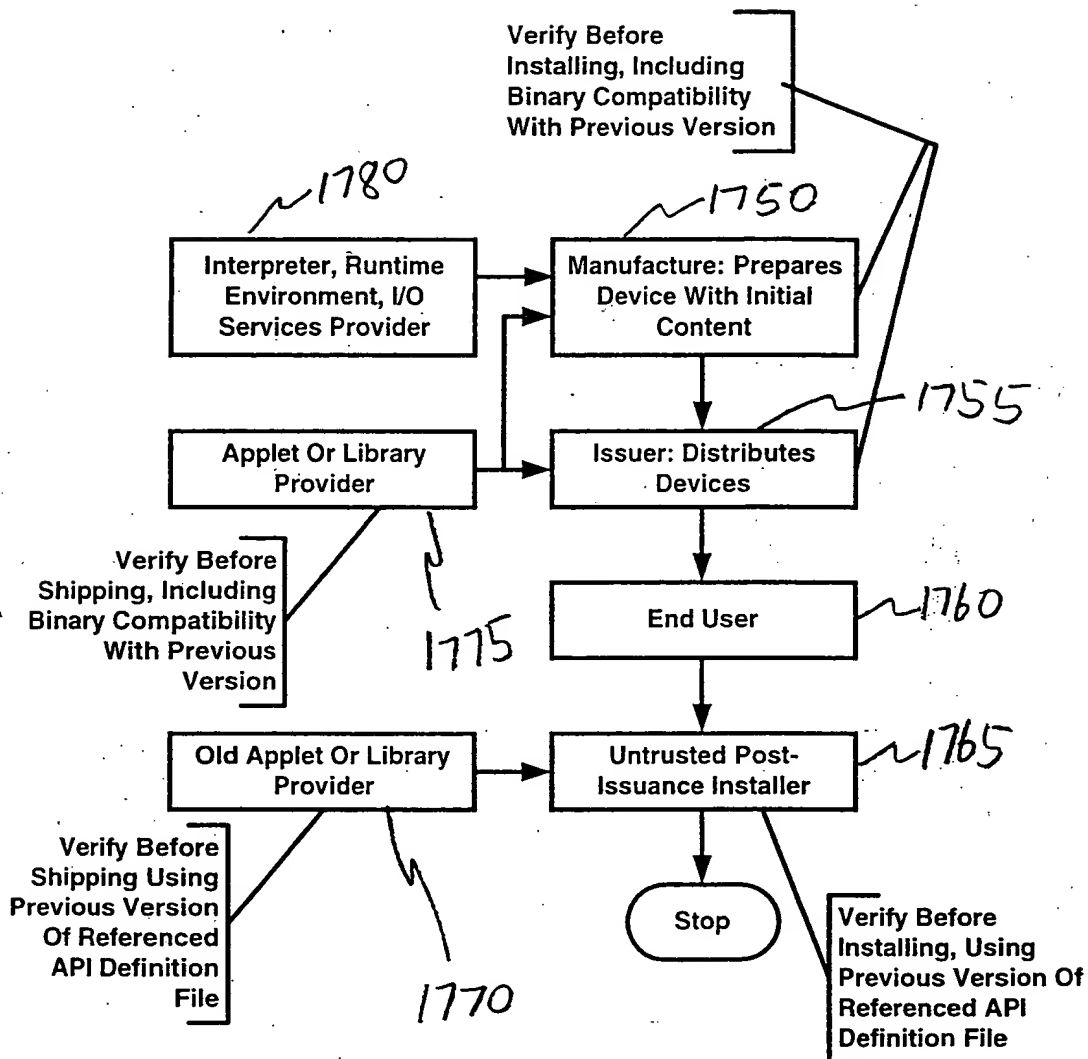 Verify Before
Installing, Including
Binary Compatibility
With Previous Version
1780
1750
Interpreter, Runtime
Environment, I/O
Services Provider
Manufacture: Prepares
Device With Initial
Content
1755
Applet Or Library
Provider
Issuer: Distributes
Devices
Verify Before
Shipping, Including
Binary Compatibility
With Previous
Version
1775
End User
1760
Old Applet Or Library
Provider
Untrusted Post-
Issuance Installer
1765
Verify Before
Shipping Using
Previous Version
Of Referenced
API Definition
File
1770
Stop
Verify Before
Installing, Using
Previous Version Of
Referenced API
Definition File